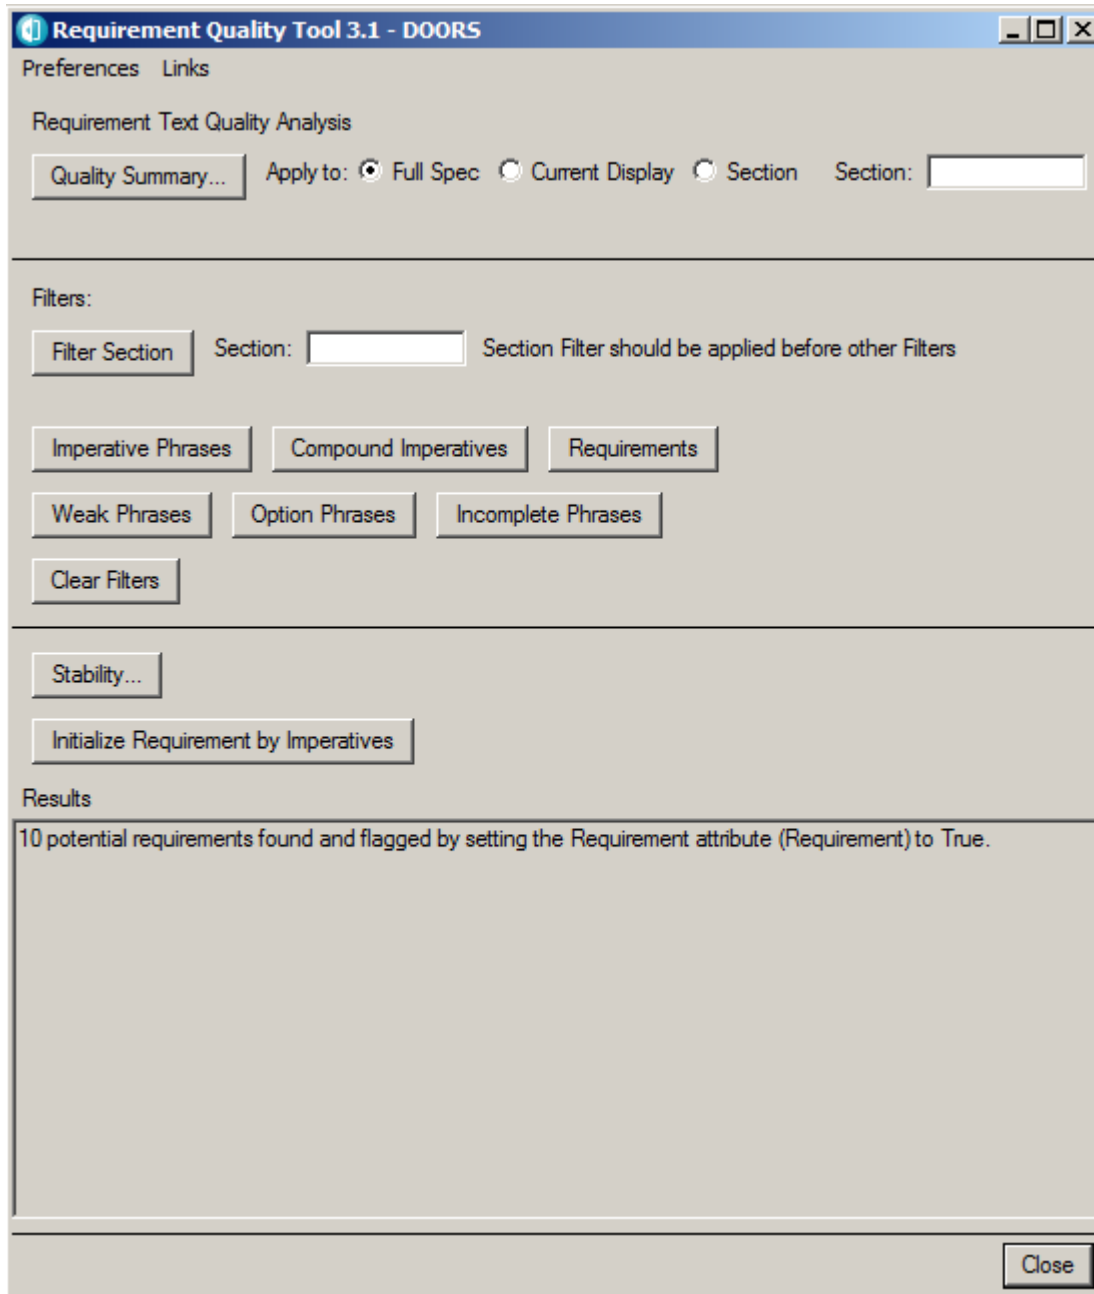 Requirement Quality Tool 3.1 - DOORS
Preferences Links
Requirement Text Quality Analysis
Quality Summary... Apply to: Full Spec Current Display Section Section:
Filters:
Filter Section Section: Section Filter should be applied before other Filters
Imperative Phrases Compound Imperatives Requirements
Weak Phrases Option Phrases Incomplete Phrases
Clear Filters
Stability...
Initialize Requirement by Imperatives
Results
10 potential requirements found and flagged by setting the Requirement attribute (Requirement) to True.
Close